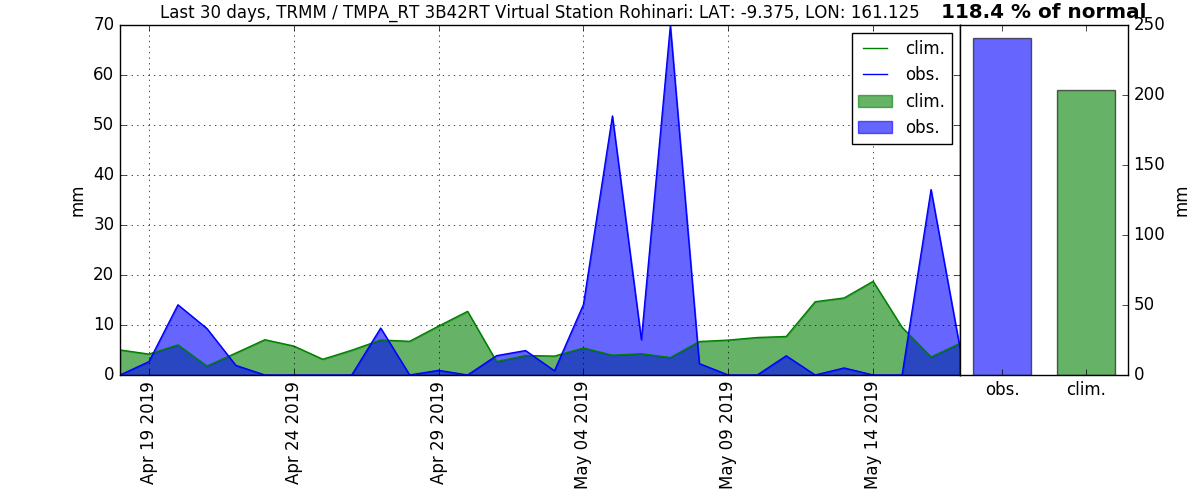 Last 30 days, TRMM / TMPA_RT 3B42RT Virtual Station Rohinari: LAT: -9.375, LON: 161.125
118.4 % of normal
clim.
obs.
clim.
obs.
70
60
50
40
30
20
10
0
mm
Apr 19 2019
Apr 24 2019
Apr 29 2019
May 04 2019
May 09 2019
May 14 2019
250
200
150
100
50
0
mm
obs.
clim.